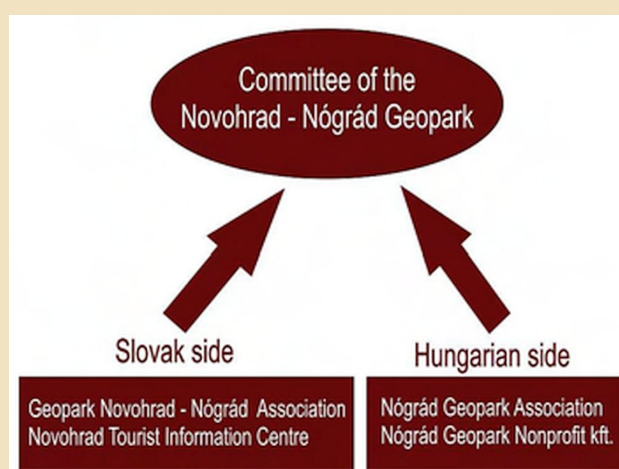 Committee of the
Novohrad - Nógrád Geopark
Slovak side
Geopark Novohrad - Nógrád Association
Novohrad Tourist Information Centre
Hungarian side
Nógrád Geopark Association
Nógrád Geopark Nonprofit kft.